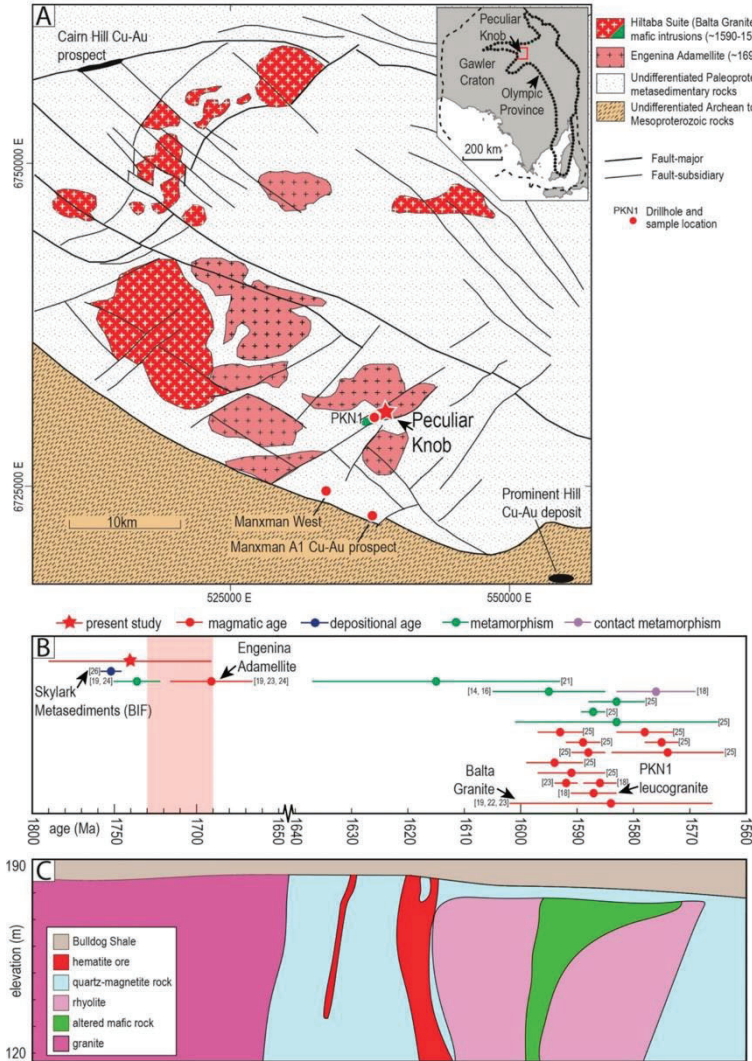 A
Cairn Hill Cu-Au
prospect
Peculiar
Knob
Gawler
Craton
Olympic
Province
200 km
6750000 E
6725000 E
PKN1
Peculiar
Knob
Manxman West
Manxman A1 Cu-Au prospect
Prominent Hill
Cu-Au deposit
10km
525000 E
550000 E
Hiltaba Suite (Balta Granite
mafic intrusions (~1590-15
Engenina Adamellite (~169
Undifferentiated Paleoprot
metasedimentary rocks
Undifferentiated Archean to
Mesoproterozoic rocks
Fault-major
Fault-subsidiary
PKN1 Drillhole and
sample location
present study magmatic age depositional age metamorphism contact metamorphism
B
Engenina
Adamellite
[26]
[19, 24]
[19, 23, 24]
[21]
Skylark
Metasediments (BIF)
[14, 16]
[18]
[25]
[25]
[25]
[25]
[25]
[25]
[25]
[25]
[25]
[25]
[25]
[25]
[23]
[18]
[18]
Balta
Granite
PKN1
leucogranite
[19, 22, 23]
1800 1750 1700 1650 1640 1630 1620 1610 1600 1590 1580 1570 1560
age (Ma)
C
190
elevation (m)
120
Bulldog Shale
hematite ore
quartz-magnetite rock
rhyolite
altered mafic rock
granite